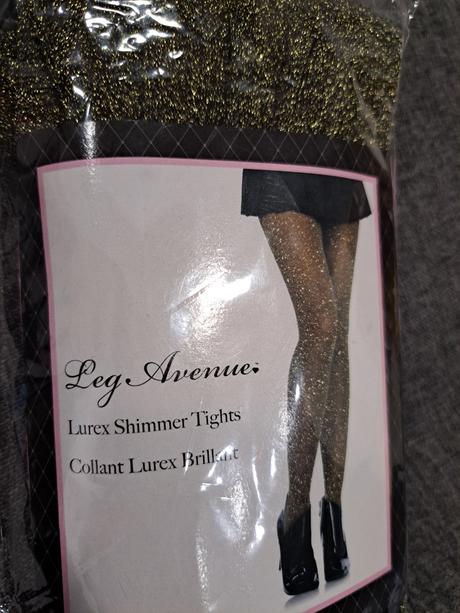 Leg Avenue
Lurex Shimmer Tights
Collant Lurex Brillant